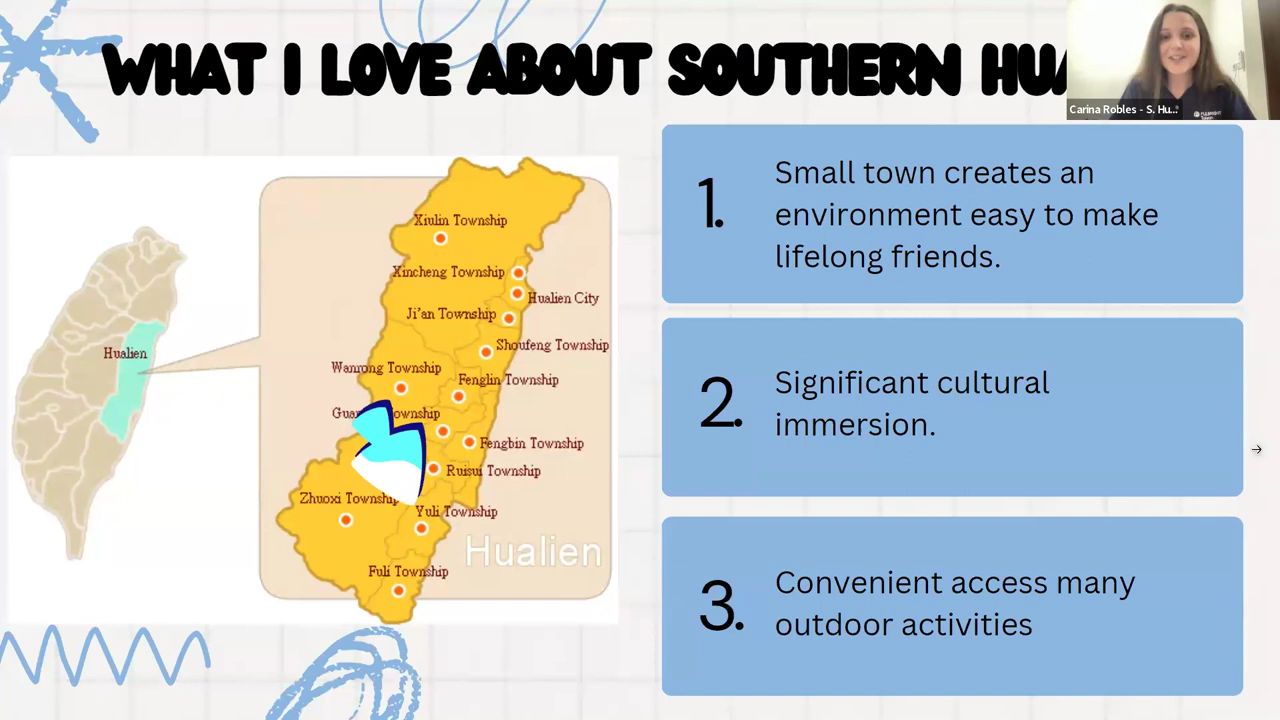 WHAT I LOVE ABOUT SOUTHERN HUA
Carina Robles - S. Hu...
Small town creates an
1.
environment easy to make
lifelong friends.
2.
Significant cultural
immersion.
3.
Convenient access many
outdoor activities
Hualien
Xiulin Township
Xincheng Township
Hualien City
Ji'an Township
Shoufeng Township
Wanrong Township
Fenglin Township
Township
Fengbin Township
Ruisui Township
Zhuoxi Township
Yuli Township
Hualien
Fuli Township